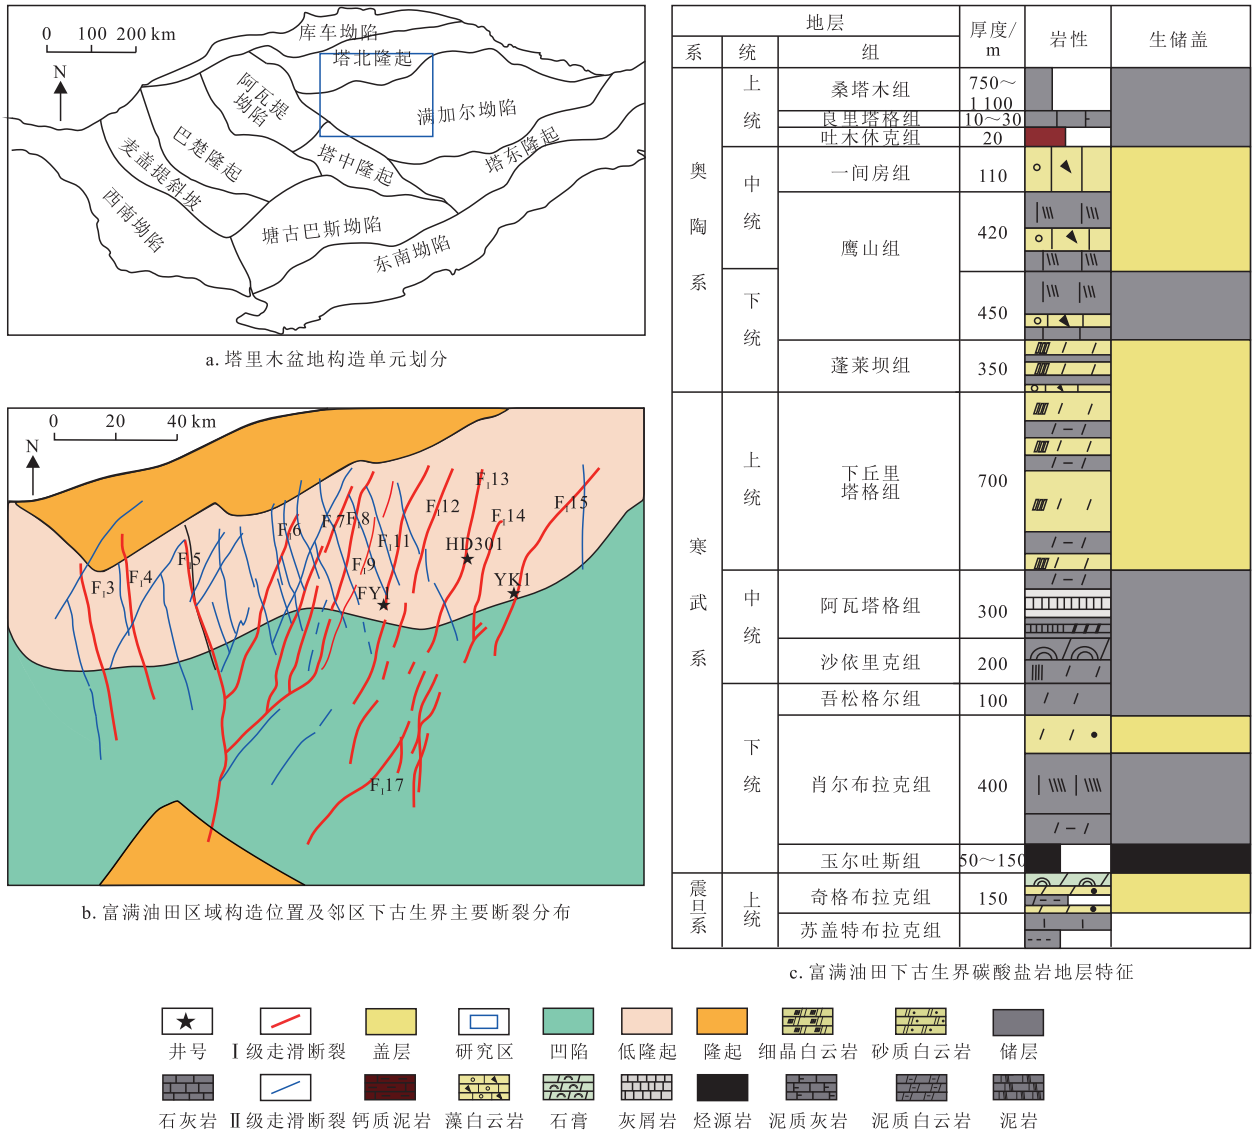 0 100 200 km
N
库车坳陷
塔北隆起
阿瓦提
坳陷
满加尔坳陷
巴楚隆起
塔中隆起
塔东隆起
麦盖提斜坡
西南坳陷
塘古巴斯坳陷
东南坳陷
a. 塔里木盆地构造单元划分
0 20 40 km
N
FⅠ3
FⅠ4
FⅠ5
FⅠ6
FⅠ7
FⅠ8
FⅠ9
FⅠ11
FⅠ12
FⅠ13
FⅠ14
FⅠ15
FⅠ17
HD301
YK1
FY1
b. 富满油田区域构造位置及邻区下古生界主要断裂分布
地层 厚度/m 岩性 生储盖
系 统 组
奥陶系 上统 桑塔木组 750～1 100
良里塔格组 10～30
吐木休克组 20
中统 一间房组 110
鹰山组 420
下统 450
蓬莱坝组 350
寒武系 上统 下丘里塔格组 700
中统 阿瓦塔格组 300
沙依里克组 200
下统 吾松格尔组 100
肖尔布拉克组 400
玉尔吐斯组 50～150
震旦系 上统 奇格布拉克组 150
苏盖特布拉克组
c. 富满油田下古生界碳酸盐岩地层特征
井号 Ⅰ级走滑断裂 盖层 研究区 凹陷 低隆起 隆起 细晶白云岩 砂质白云岩 储层
石灰岩 Ⅱ级走滑断裂 钙质泥岩 藻白云岩 石膏 灰屑岩 烃源岩 泥质灰岩 泥质白云岩 泥岩